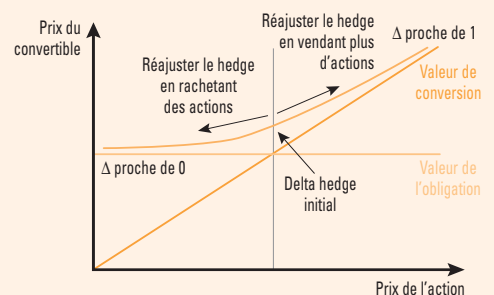 Prix du
convertible
Réajuster le hedge
en rachetant
des actions
Réajuster le hedge
en vendant plus
d'actions
Δ proche de 1
Valeur de
conversion
Δ proche de 0
Delta hedge
initial
Valeur de
l'obligation
Prix de l'action